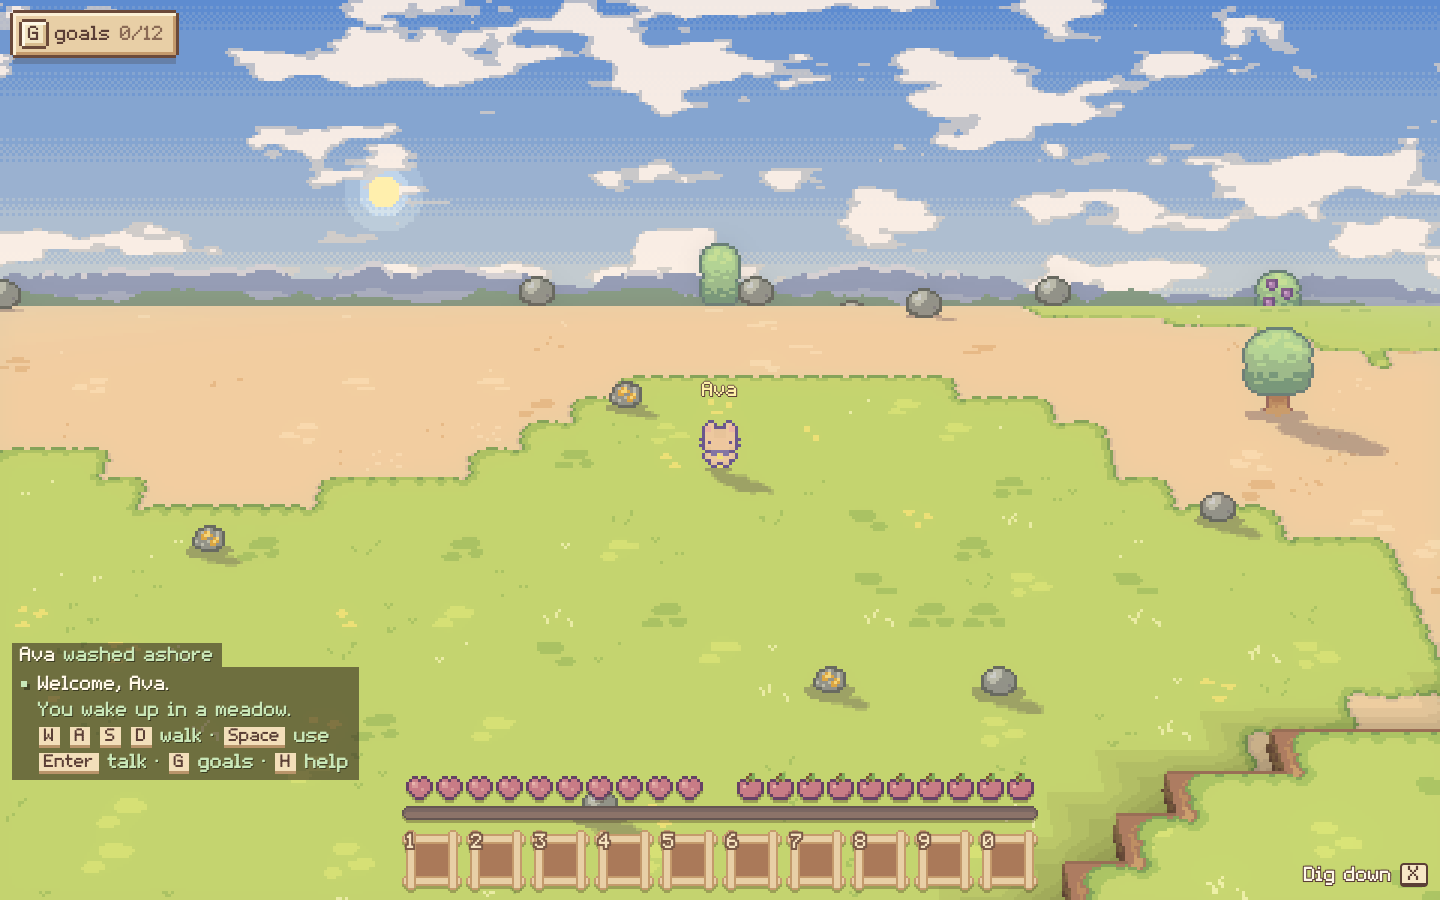 G goals 0/12
Ava
Ava washed ashore
Welcome, Ava.
You wake up in a meadow.
W A S D walk · Space use
Enter talk · G goals · H help
1 2 3 4 5 6 7 8 9 0
Dig down X